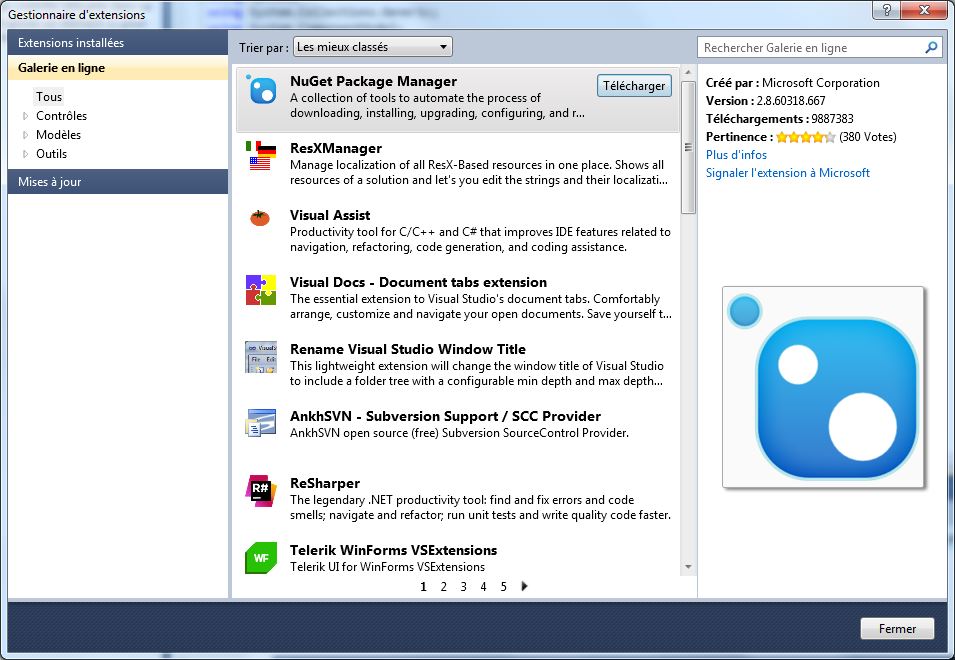 Gestionnaire d'extensions
Extensions installées
Galerie en ligne
Tous
Contrôles
Modèles
Outils
Mises à jour
Trier par : Les mieux classés
NuGet Package Manager
A collection of tools to automate the process of
downloading, installing, upgrading, configuring, and r...
Télécharger
ResXManager
Manage localization of all ResX-Based resources in one place. Shows all
resources of a solution and let's you edit the strings and their localizati...
Visual Assist
Productivity tool for C/C++ and C# that improves IDE features related to
navigation, refactoring, code generation, and coding assistance.
Visual Docs - Document tabs extension
The essential extension to Visual Studio's document tabs. Comfortably
arrange, customize and navigate your open documents. Save yourself t...
Rename Visual Studio Window Title
This lightweight extension will change the window title of Visual Studio
to include a folder tree with a configurable min depth and max depth...
AnkhSVN - Subversion Support / SCC Provider
AnkhSVN open source (free) Subversion SourceControl Provider.
R#
ReSharper
The legendary .NET productivity tool: find and fix errors and code
smells; navigate and refactor; run unit tests and write quality code faster.
WF
Telerik WinForms VSExtensions
Telerik UI for WinForms VSExtensions
1 2 3 4 5
Rechercher Galerie en ligne
Créé par : Microsoft Corporation
Version : 2.8.60318.667
Téléchargements : 9887383
Pertinence : (380 Votes)
Plus d'infos
Signaler l'extension à Microsoft
Fermer